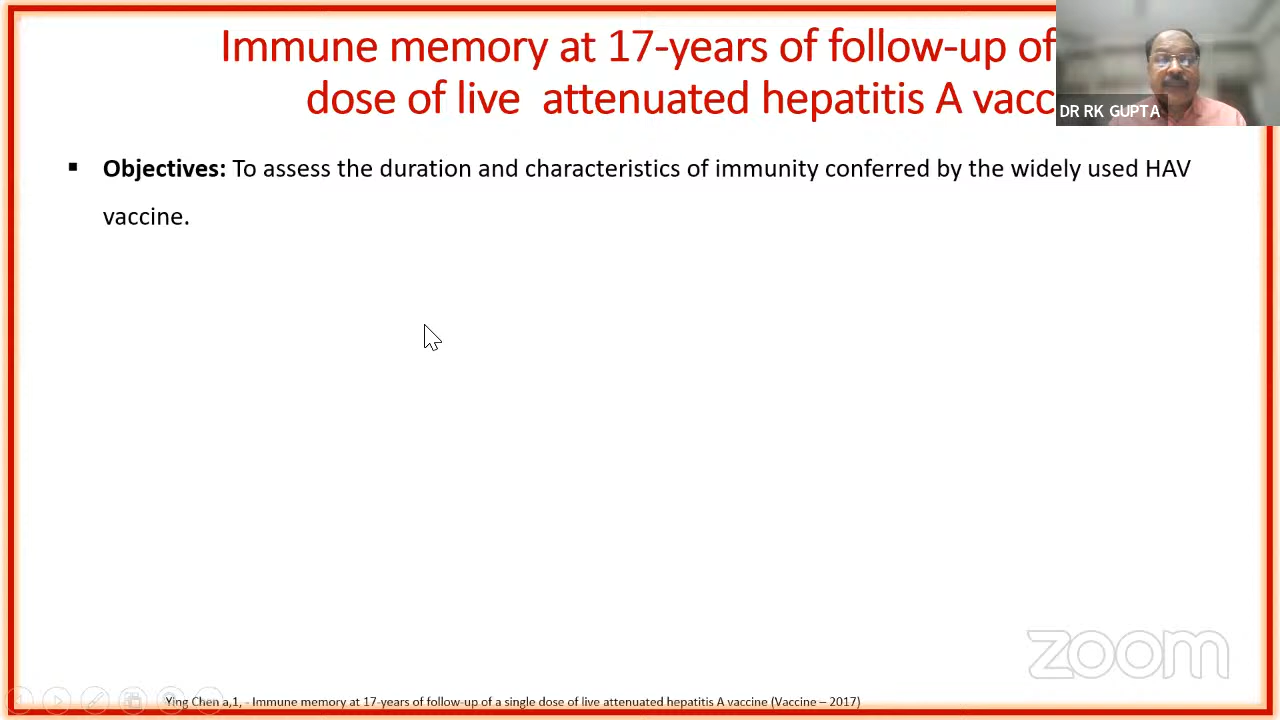 Immune memory at 17-years of follow-up of
dose of live attenuated hepatitis A vacc
DR RK GUPTA
▪ Objectives: To assess the duration and characteristics of immunity conferred by the widely used HAV
vaccine.
zoom
Ying Chen a,1, - Immune memory at 17-years of follow-up of a single dose of live attenuated hepatitis A vaccine (Vaccine – 2017)